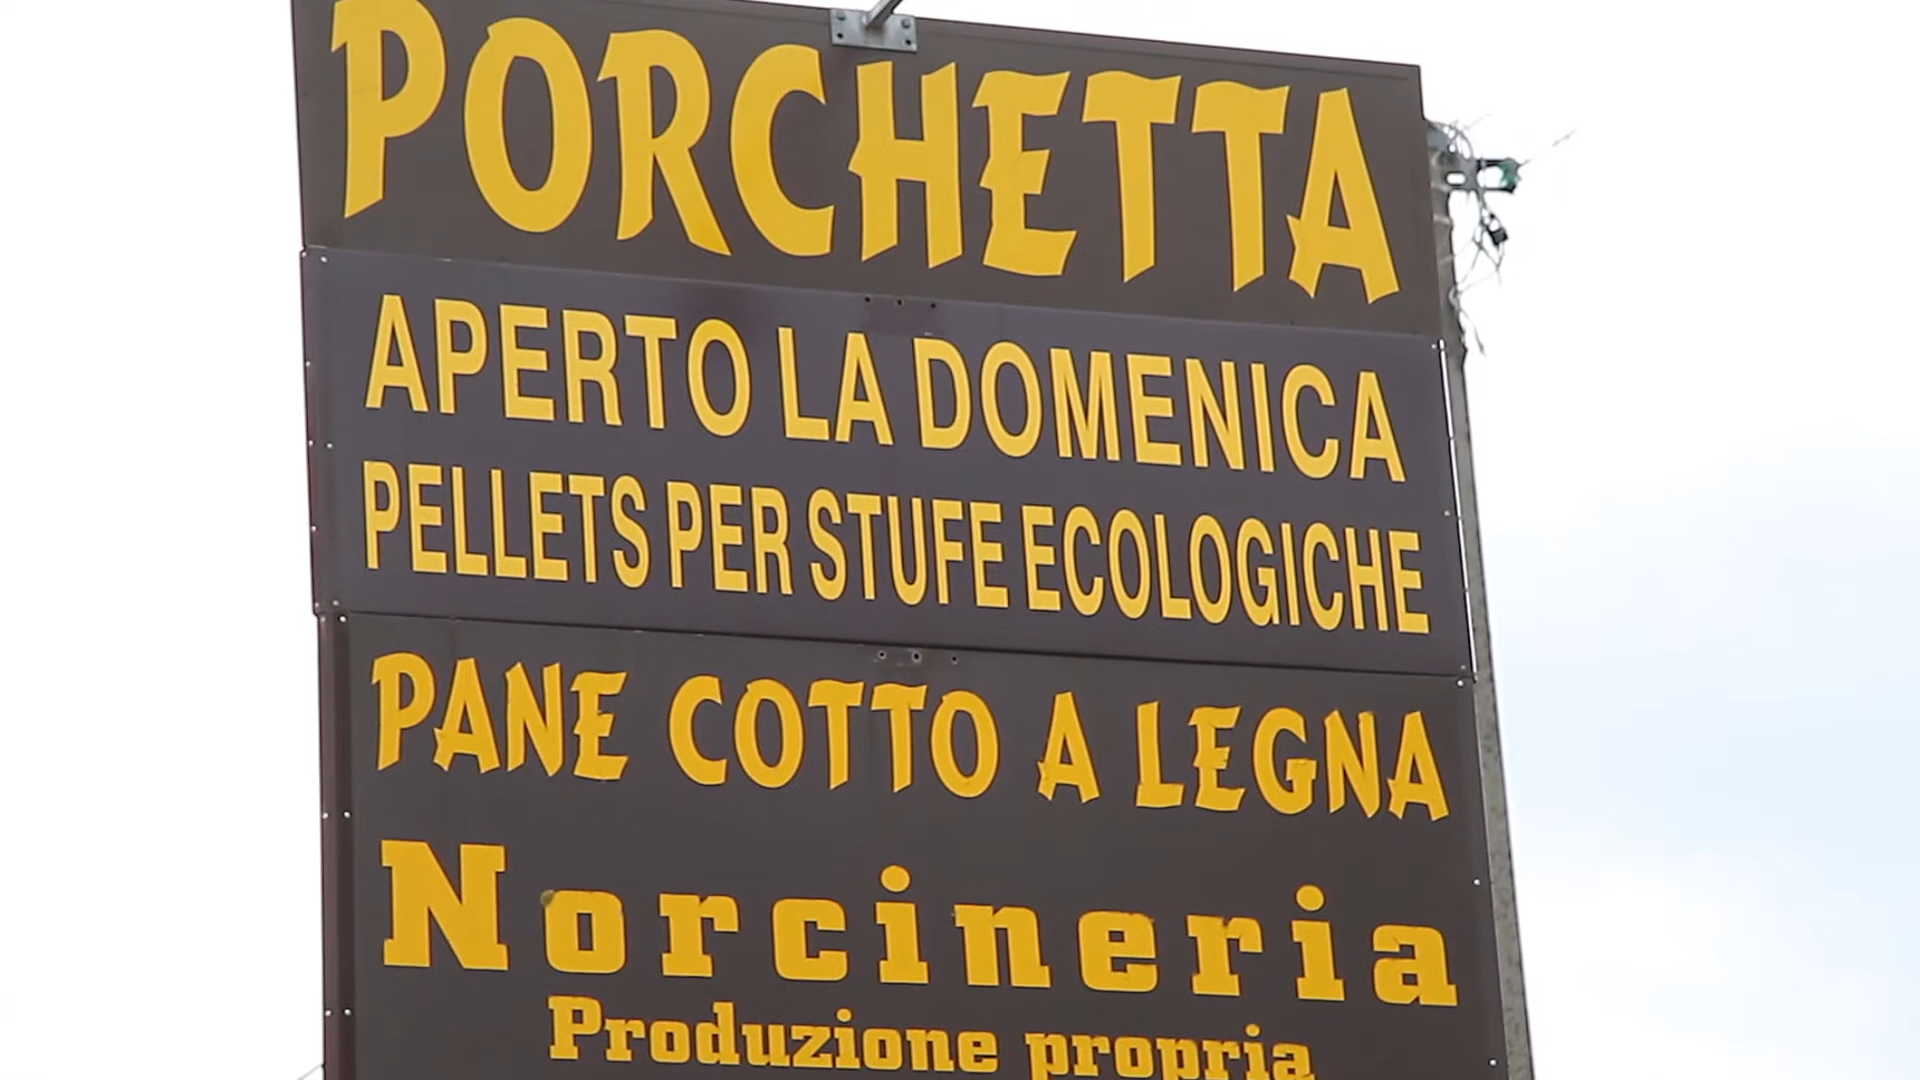 PORCHETTA
APERTO LA DOMENICA
PELLETS PER STUFE ECOLOGICHE
PANE COTTO A LEGNA
Norcineria
Produzione propria